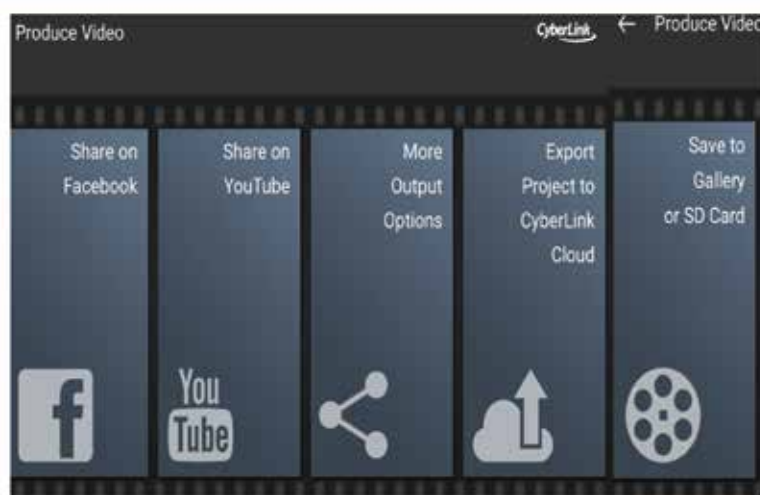 Produce Video
CyberLink
← Produce Video
Share on
Facebook
Share on
YouTube
More
Output
Options
Export
Project to
CyberLink
Cloud
Save to
Gallery
or SD Card
f
You
Tube